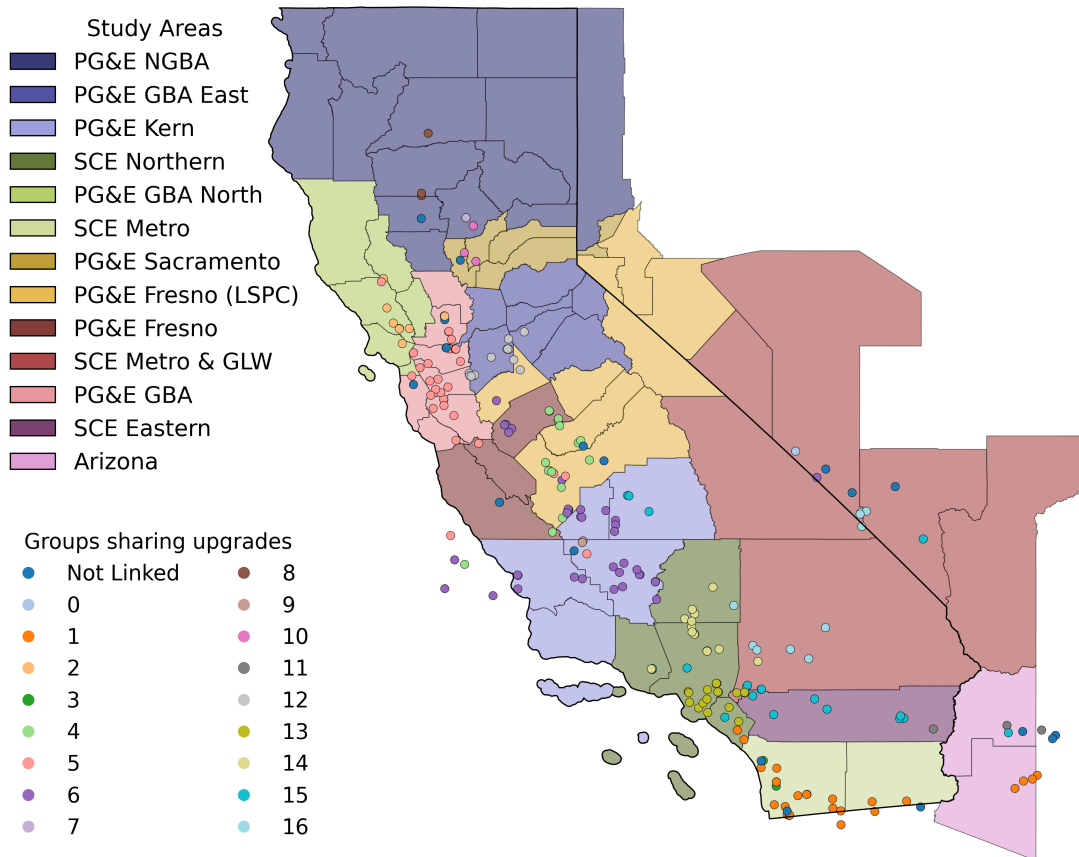 Study Areas
PG&E NGBA
PG&E GBA East
PG&E Kern
SCE Northern
PG&E GBA North
SCE Metro
PG&E Sacramento
PG&E Fresno (LSPC)
PG&E Fresno
SCE Metro & GLW
PG&E GBA
SCE Eastern
Arizona
Groups sharing upgrades
Not Linked
0
1
2
3
4
5
6
7
8
9
10
11
12
13
14
15
16